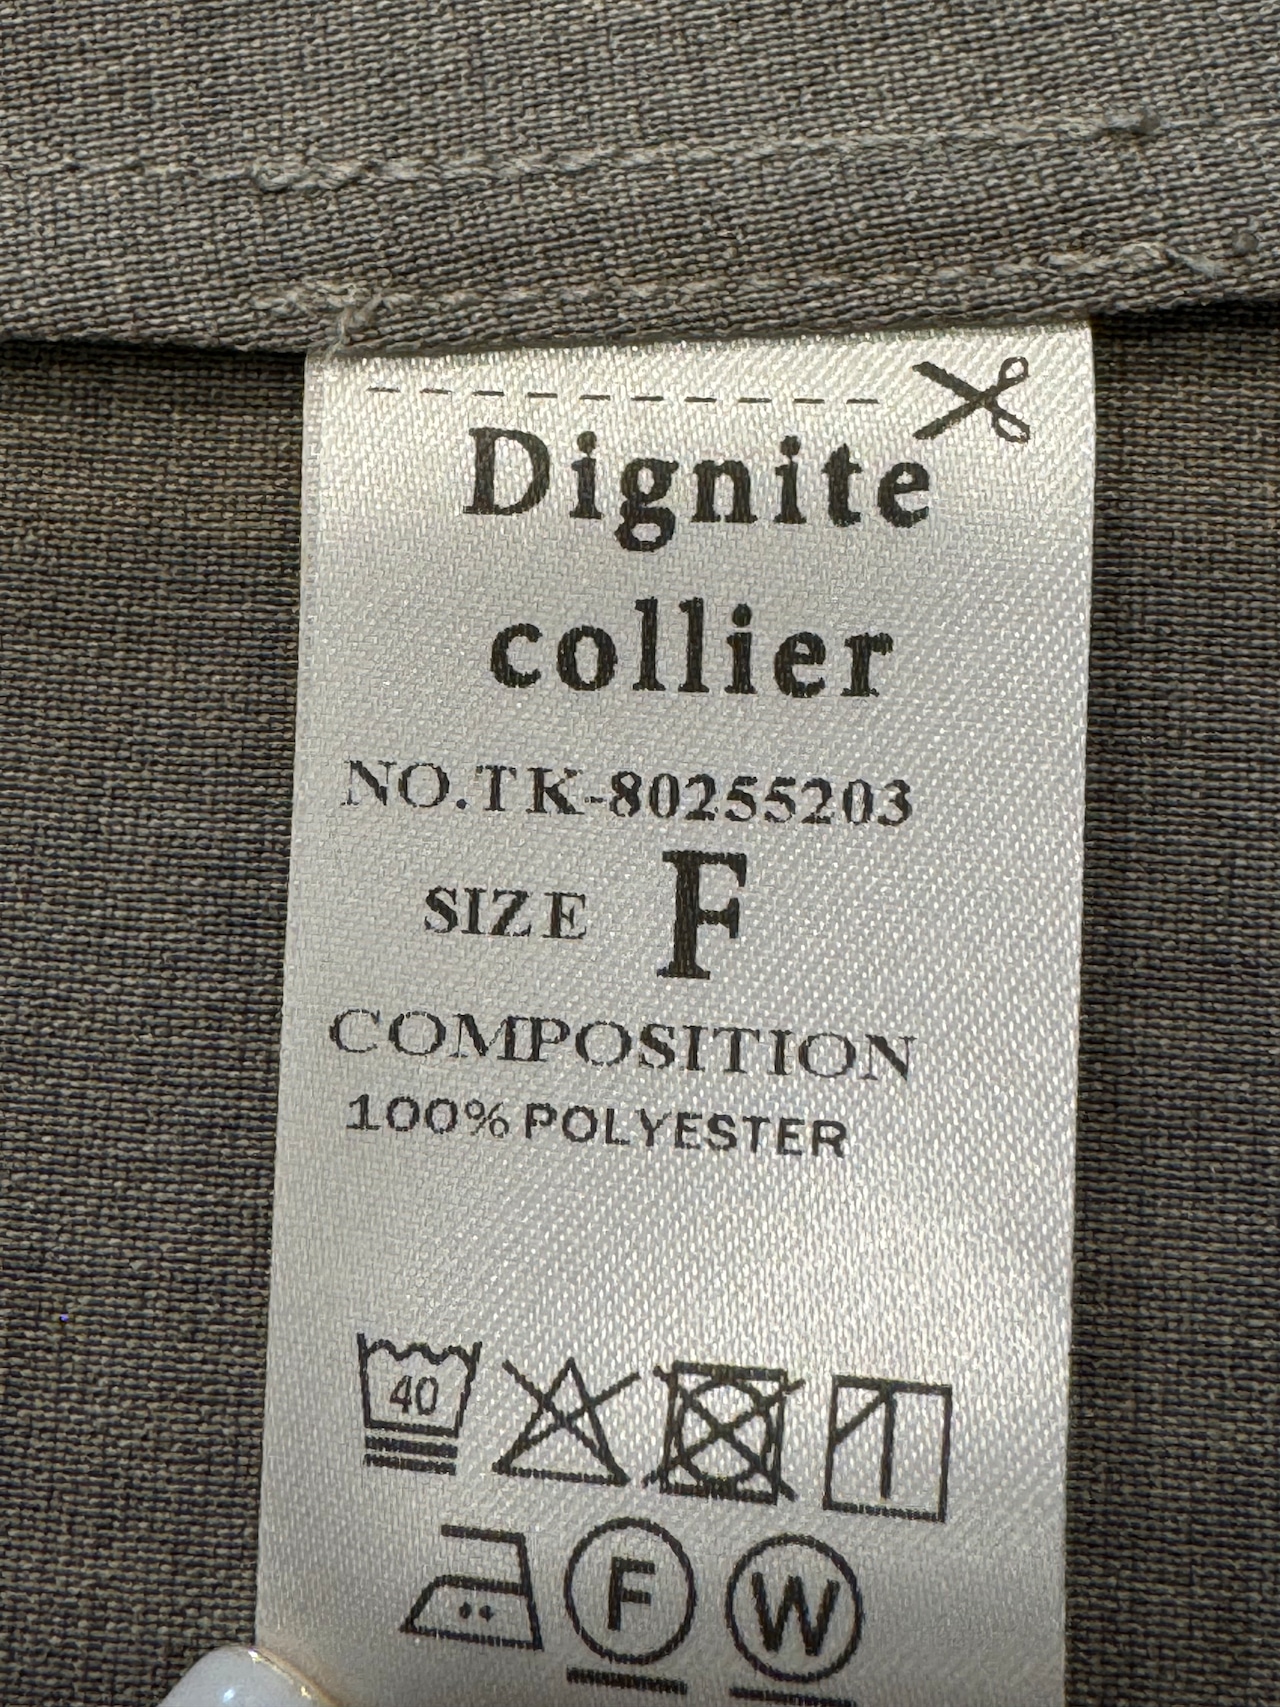 Dignite
collier
NO.TK-80255203
SIZE F
COMPOSITION
100% POLYESTER
40
F
W